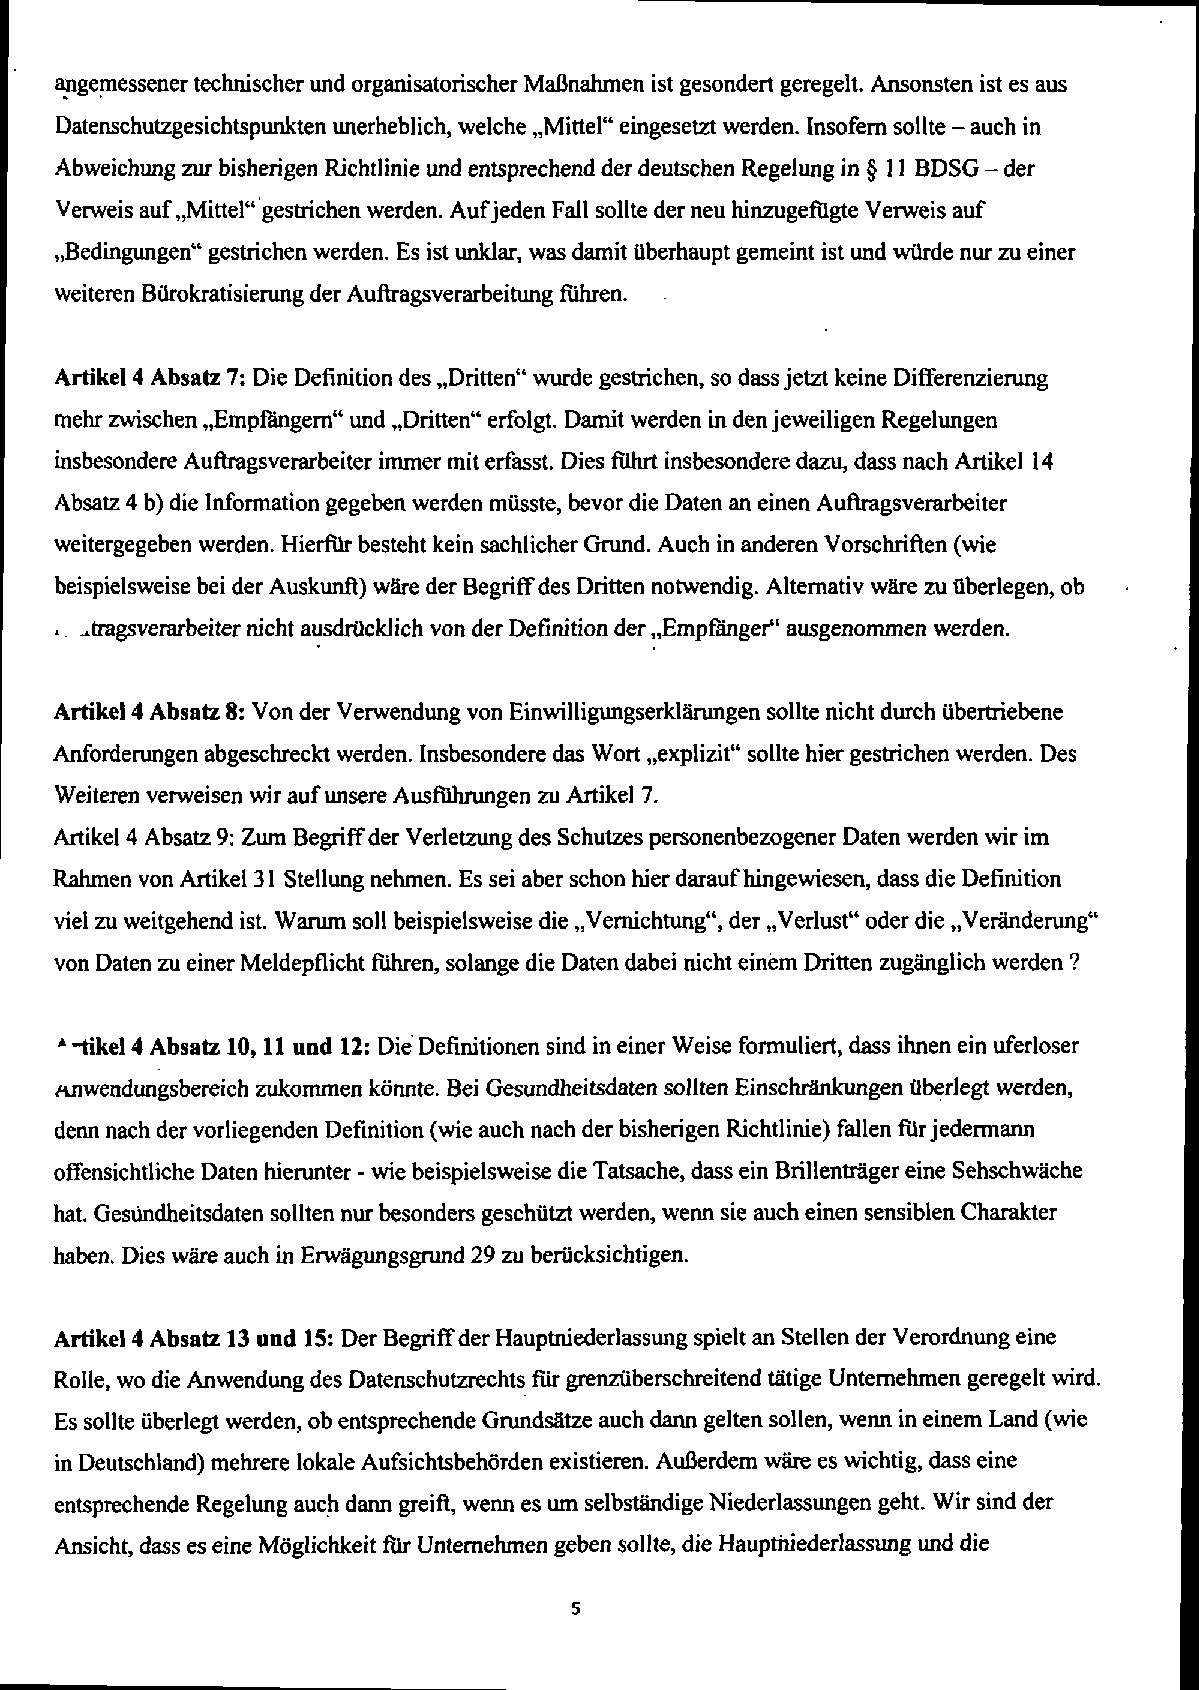 angemessener technischer und organisatorischer Maßnahmen ist gesondert geregelt. Ansonsten ist es aus
Datenschutzgesichtspunkten unerheblich, welche „Mittel“ eingesetzt werden. Insofern sollte – auch in
Abweichung zur bisherigen Richtlinie und entsprechend der deutschen Regelung in § 11 BDSG – der
Verweis auf „Mittel“ gestrichen werden. Auf jeden Fall sollte der neu hinzugefügte Verweis auf
„Bedingungen“ gestrichen werden. Es ist unklar, was damit überhaupt gemeint ist und würde nur zu einer
weiteren Bürokratisierung der Auftragsverarbeitung führen.
Artikel 4 Absatz 7: Die Definition des „Dritten“ wurde gestrichen, so dass jetzt keine Differenzierung
mehr zwischen „Empfängern“ und „Dritten“ erfolgt. Damit werden in den jeweiligen Regelungen
insbesondere Auftragsverarbeiter immer mit erfasst. Dies führt insbesondere dazu, dass nach Artikel 14
Absatz 4 b) die Information gegeben werden müsste, bevor die Daten an einen Auftragsverarbeiter
weitergegeben werden. Hierfür besteht kein sachlicher Grund. Auch in anderen Vorschriften (wie
beispielsweise bei der Auskunft) wäre der Begriff des Dritten notwendig. Alternativ wäre zu überlegen, ob
tragsverarbeiter nicht ausdrücklich von der Definition der „Empfänger“ ausgenommen werden.
Artikel 4 Absatz 8: Von der Verwendung von Einwilligungserklärungen sollte nicht durch übertriebene
Anforderungen abgeschreckt werden. Insbesondere das Wort „explizit“ sollte hier gestrichen werden. Des
Weiteren verweisen wir auf unsere Ausführungen zu Artikel 7.
Artikel 4 Absatz 9: Zum Begriff der Verletzung des Schutzes personenbezogener Daten werden wir im
Rahmen von Artikel 31 Stellung nehmen. Es sei aber schon hier darauf hingewiesen, dass die Definition
viel zu weitgehend ist. Warum soll beispielsweise die „Vernichtung“, der „Verlust“ oder die „Veränderung“
von Daten zu einer Meldepflicht führen, solange die Daten dabei nicht einem Dritten zugänglich werden ?
Artikel 4 Absatz 10, 11 und 12: Die Definitionen sind in einer Weise formuliert, dass ihnen ein uferloser
Anwendungsbereich zukommen könnte. Bei Gesundheitsdaten sollten Einschränkungen überlegt werden,
denn nach der vorliegenden Definition (wie auch nach der bisherigen Richtlinie) fallen für jedermann
offensichtliche Daten hierunter - wie beispielsweise die Tatsache, dass ein Brillenträger eine Sehschwäche
hat. Gesundheitsdaten sollten nur besonders geschützt werden, wenn sie auch einen sensiblen Charakter
haben. Dies wäre auch in Erwägungsgrund 29 zu berücksichtigen.
Artikel 4 Absatz 13 und 15: Der Begriff der Hauptniederlassung spielt an Stellen der Verordnung eine
Rolle, wo die Anwendung des Datenschutzrechts für grenzüberschreitend tätige Unternehmen geregelt wird.
Es sollte überlegt werden, ob entsprechende Grundsätze auch dann gelten sollen, wenn in einem Land (wie
in Deutschland) mehrere lokale Aufsichtsbehörden existieren. Außerdem wäre es wichtig, dass eine
entsprechende Regelung auch dann greift, wenn es um selbständige Niederlassungen geht. Wir sind der
Ansicht, dass es eine Möglichkeit für Unternehmen geben sollte, die Hauptniederlassung und die
5